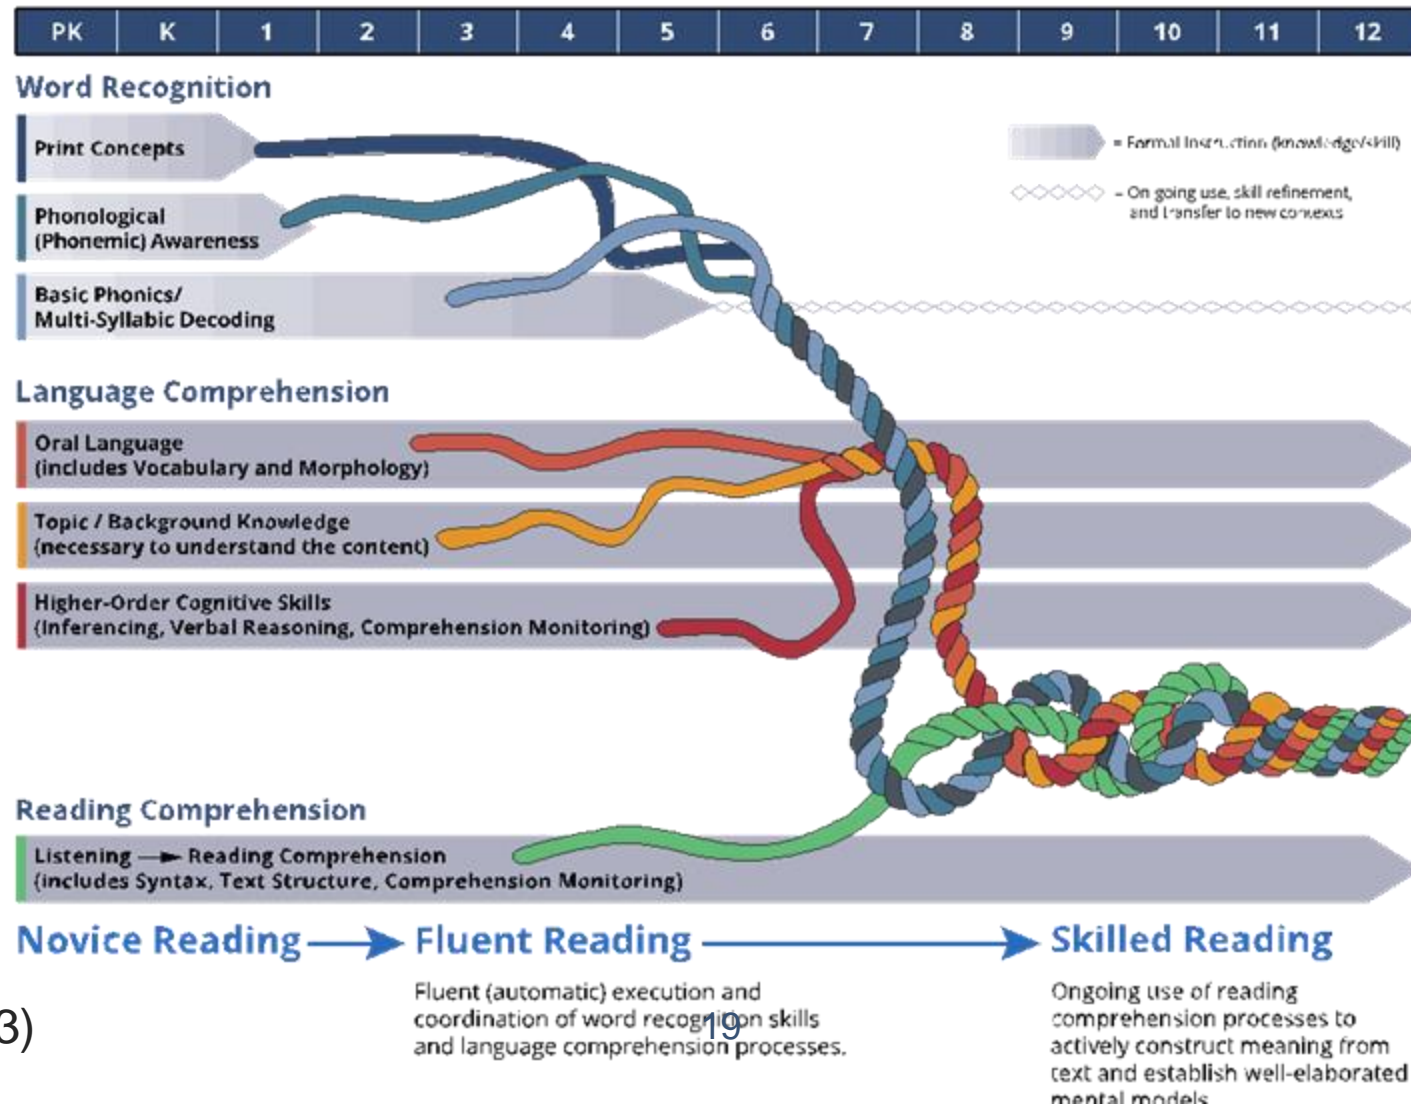 PK K 1 2 3 4 5 6 7 8 9 10 11 12
Word Recognition
Print Concepts
Phonological
(Phonemic) Awareness
Basic Phonics/
Multi-Syllabic Decoding
= Formal Instruction (knowledge/skill)
= On going use, skill refinement,
and transfer to new contexts
Language Comprehension
Oral Language
(includes Vocabulary and Morphology)
Topic / Background Knowledge
(necessary to understand the content)
Higher-Order Cognitive Skills
(Inferencing, Verbal Reasoning, Comprehension Monitoring)
Reading Comprehension
Listening → Reading Comprehension
(includes Syntax, Text Structure, Comprehension Monitoring)
Novice Reading → Fluent Reading → Skilled Reading
Fluent (automatic) execution and
coordination of word recognition skills
and language comprehension processes.
Ongoing use of reading
comprehension processes to
actively construct meaning from
text and establish well-elaborated
mental models
3)
19